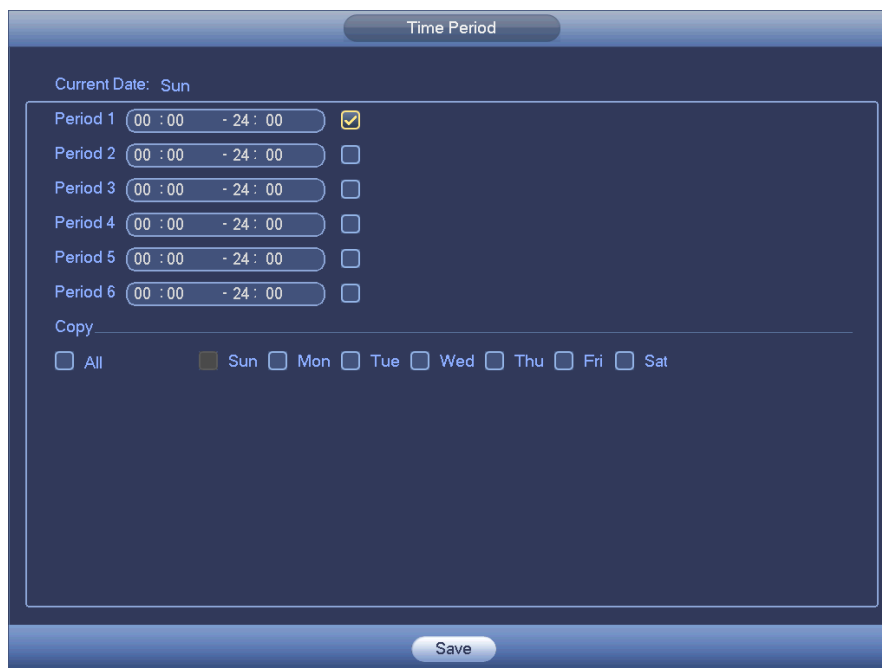 Time Period
Current Date: Sun
Period 1 00 :00 - 24 : 00
Period 2 00 :00 - 24 : 00
Period 3 00 :00 - 24 : 00
Period 4 00 :00 - 24 : 00
Period 5 00 :00 - 24 : 00
Period 6 00 :00 - 24 : 00
Copy
All Sun Mon Tue Wed Thu Fri Sat
Save